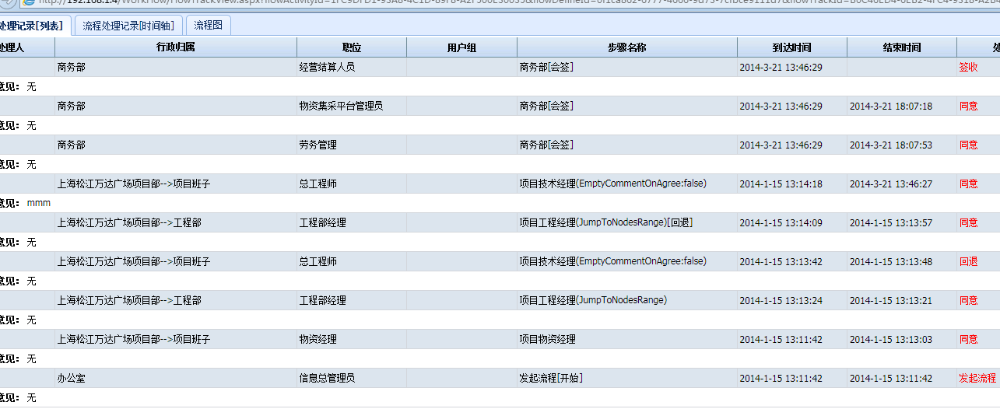 处理记录[列表] 流程处理记录[时间轴] 流程图
处理人 行政归属 职位 用户组 步骤名称 到达时间 结束时间
商务部 经营结算人员 商务部[会签] 2014-3-21 13:46:29 签收
意见： 无
商务部 物资集采平台管理员 商务部[会签] 2014-3-21 13:46:29 2014-3-21 18:07:18 同意
意见： 无
商务部 劳务管理 商务部[会签] 2014-3-21 13:46:29 2014-3-21 18:07:53 同意
意见： 无
上海松江万达广场项目部-->项目班子 总工程师 项目技术经理(EmptyCommentOnAgree:false) 2014-1-15 13:14:18 2014-3-21 13:46:27 同意
意见： mmm
上海松江万达广场项目部-->工程部 工程部经理 项目工程经理(JumpToNodesRange)[回退] 2014-1-15 13:14:09 2014-1-15 13:13:57 同意
意见： 无
上海松江万达广场项目部-->项目班子 总工程师 项目技术经理(EmptyCommentOnAgree:false) 2014-1-15 13:13:42 2014-1-15 13:13:48 回退
意见： 无
上海松江万达广场项目部-->工程部 工程部经理 项目工程经理(JumpToNodesRange) 2014-1-15 13:13:24 2014-1-15 13:13:21 同意
意见： 无
上海松江万达广场项目部-->项目班子 物资经理 项目物资经理 2014-1-15 13:11:42 2014-1-15 13:13:03 同意
意见： 无
办公室 信息总管理员 发起流程[开始] 2014-1-15 13:11:42 2014-1-15 13:11:42 发起流程
意见： 无